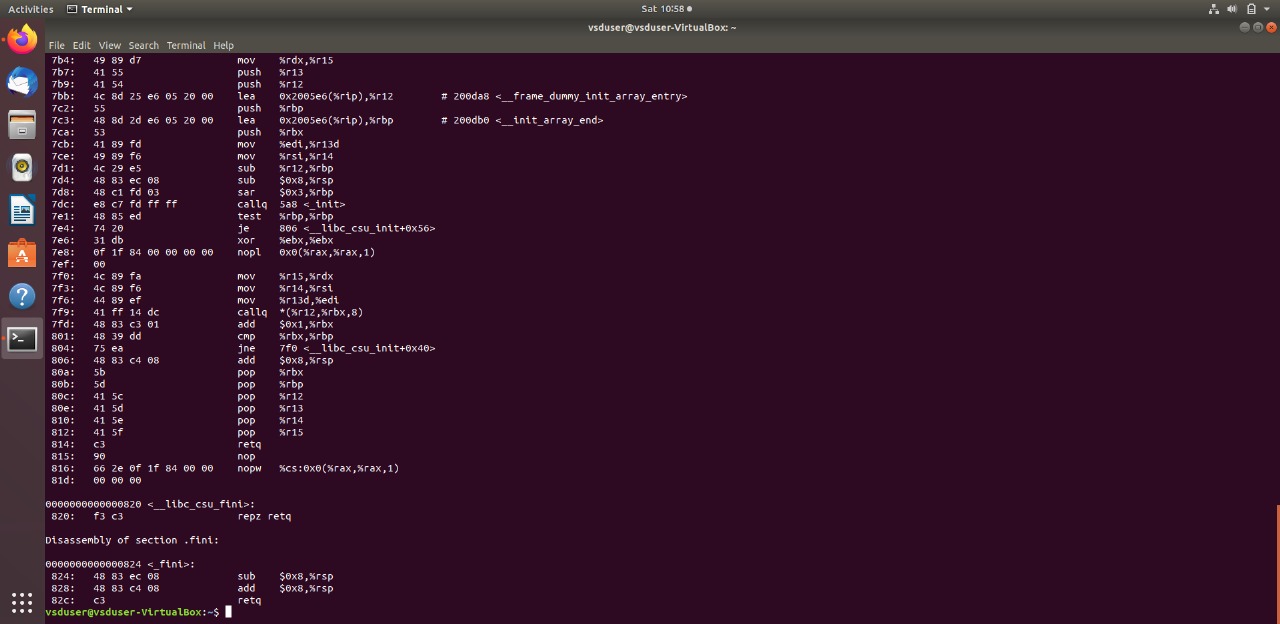 Activities Terminal Sat 10:58
vsduser@vsduser-VirtualBox: ~
File Edit View Search Terminal Help
7b4: 49 89 d7 mov %rdx,%r15
7b7: 41 55 push %r13
7b9: 41 54 push %r12
7bb: 4c 8d 25 e6 05 20 00 lea 0x2005e6(%rip),%r12 # 200da8 <__frame_dummy_init_array_entry>
7c2: 55 push %rbp
7c3: 48 8d 2d e6 05 20 00 lea 0x2005e6(%rip),%rbp # 200db0 <__init_array_end>
7ca: 53 push %rbx
7cb: 41 89 fd mov %edi,%r13d
7ce: 49 89 f6 mov %rsi,%r14
7d1: 4c 29 e5 sub %r12,%rbp
7d4: 48 83 ec 08 sub $0x8,%rsp
7d8: 48 c1 fd 03 sar $0x3,%rbp
7dc: e8 c7 fd ff ff callq 5a8 <_init>
7e1: 48 85 ed test %rbp,%rbp
7e4: 74 20 je 806 <__libc_csu_init+0x56>
7e6: 31 db xor %ebx,%ebx
7e8: 0f 1f 84 00 00 00 00 nopl 0x0(%rax,%rax,1)
7ef: 00
7f0: 4c 89 fa mov %r15,%rdx
7f3: 4c 89 f6 mov %r14,%rsi
7f6: 44 89 ef mov %r13d,%edi
7f9: 41 ff 14 dc callq *(%r12,%rbx,8)
7fd: 48 83 c3 01 add $0x1,%rbx
801: 48 39 dd cmp %rbx,%rbp
804: 75 ea jne 7f0 <__libc_csu_init+0x40>
806: 48 83 c4 08 add $0x8,%rsp
80a: 5b pop %rbx
80b: 5d pop %rbp
80c: 41 5c pop %r12
80e: 41 5d pop %r13
810: 41 5e pop %r14
812: 41 5f pop %r15
814: c3 retq
815: 90 nop
816: 66 2e 0f 1f 84 00 00 nopw %cs:0x0(%rax,%rax,1)
81d: 00 00 00
0000000000000820 <__libc_csu_fini>:
820: f3 c3 repz retq
Disassembly of section .fini:
0000000000000824 <_fini>:
824: 48 83 ec 08 sub $0x8,%rsp
828: 48 83 c4 08 add $0x8,%rsp
82c: c3 retq
vsduser@vsduser-VirtualBox:~$